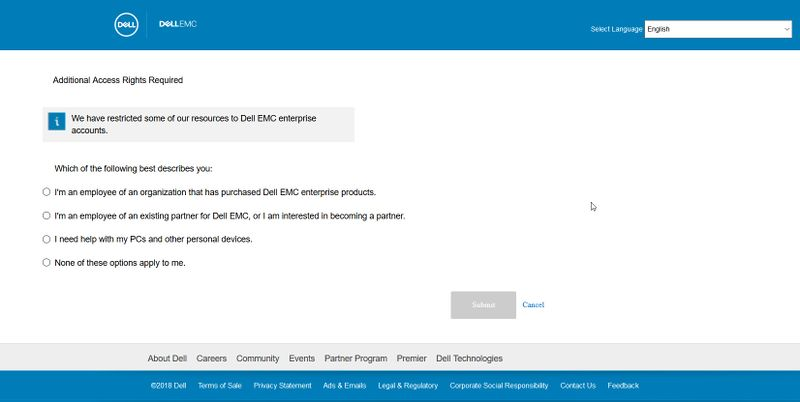 DELL
DELLEMC
Select Language English
Additional Access Rights Required
i
We have restricted some of our resources to Dell EMC enterprise
accounts.
Which of the following best describes you:
I'm an employee of an organization that has purchased Dell EMC enterprise products.
I'm an employee of an existing partner for Dell EMC, or I am interested in becoming a partner.
I need help with my PCs and other personal devices.
None of these options apply to me.
Submit Cancel
About Dell Careers Community Events Partner Program Premier Dell Technologies
©2018 Dell Terms of Sale Privacy Statement Ads & Emails Legal & Regulatory Corporate Social Responsibility Contact Us Feedback